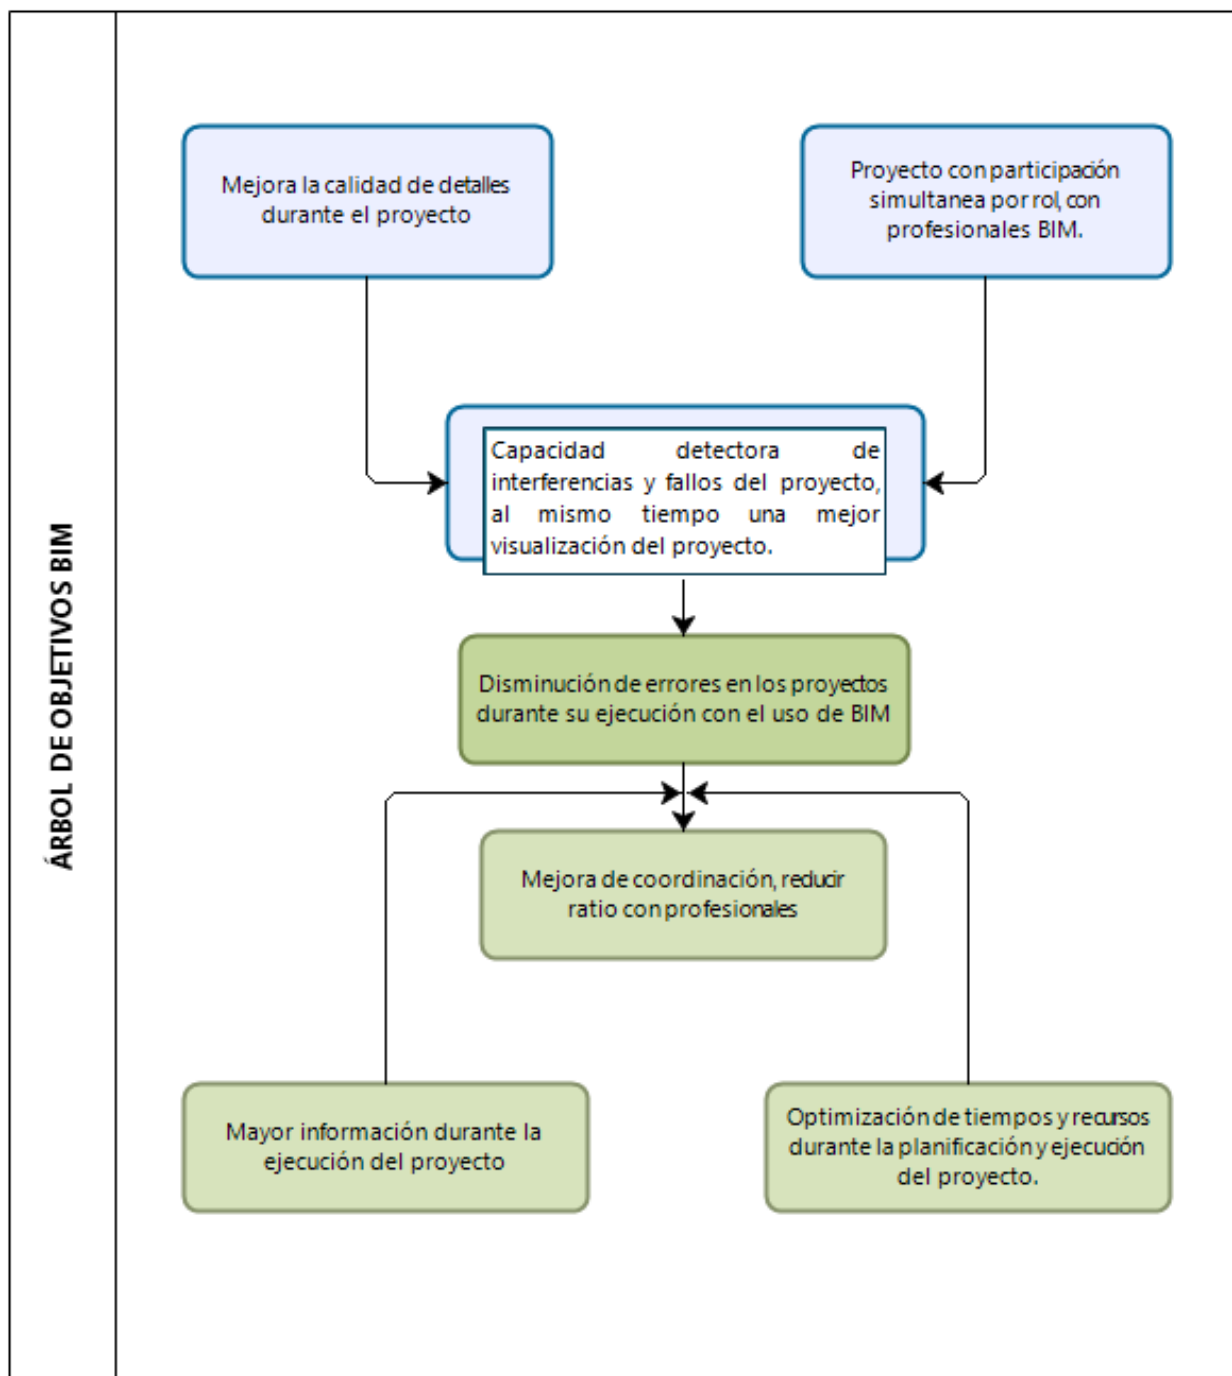 ÁRBOL DE OBJETIVOS BIM
Mejora la calidad de detalles
durante el proyecto
Proyecto con participación
simultanea por rol, con
profesionales BIM.
Capacidad detectora de
interferencias y fallos del proyecto,
al mismo tiempo una mejor
visualización del proyecto.
Disminución de errores en los proyectos
durante su ejecución con el uso de BIM
Mejora de coordinación, reducir
ratio con profesionales
Mayor información durante la
ejecución del proyecto
Optimización de tiempos y recursos
durante la planificación y ejecución
del proyecto.